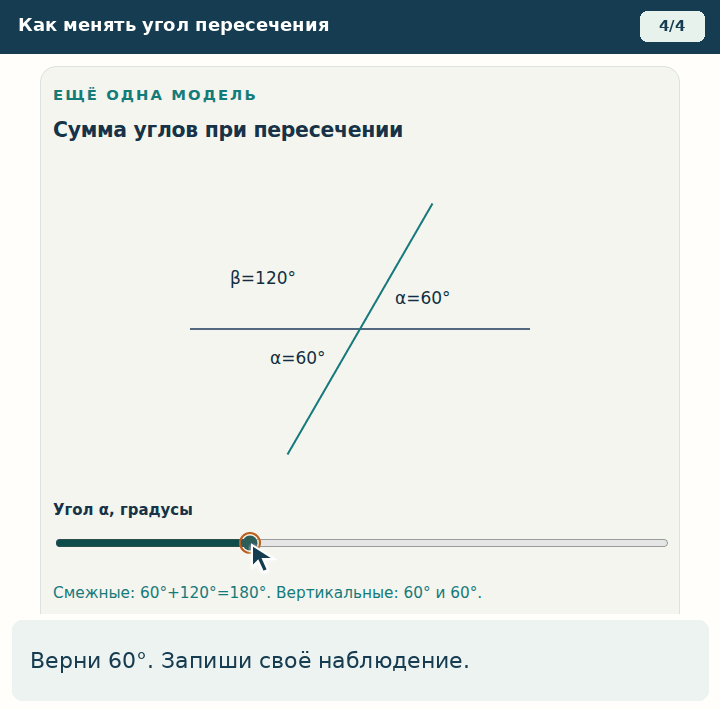 Как менять угол пересечения
4/4
ЕЩЁ ОДНА МОДЕЛЬ
Сумма углов при пересечении
β=120°
α=60°
α=60°
Угол α, градусы
Смежные: 60°+120°=180°. Вертикальные: 60° и 60°.
Верни 60°. Запиши своё наблюдение.